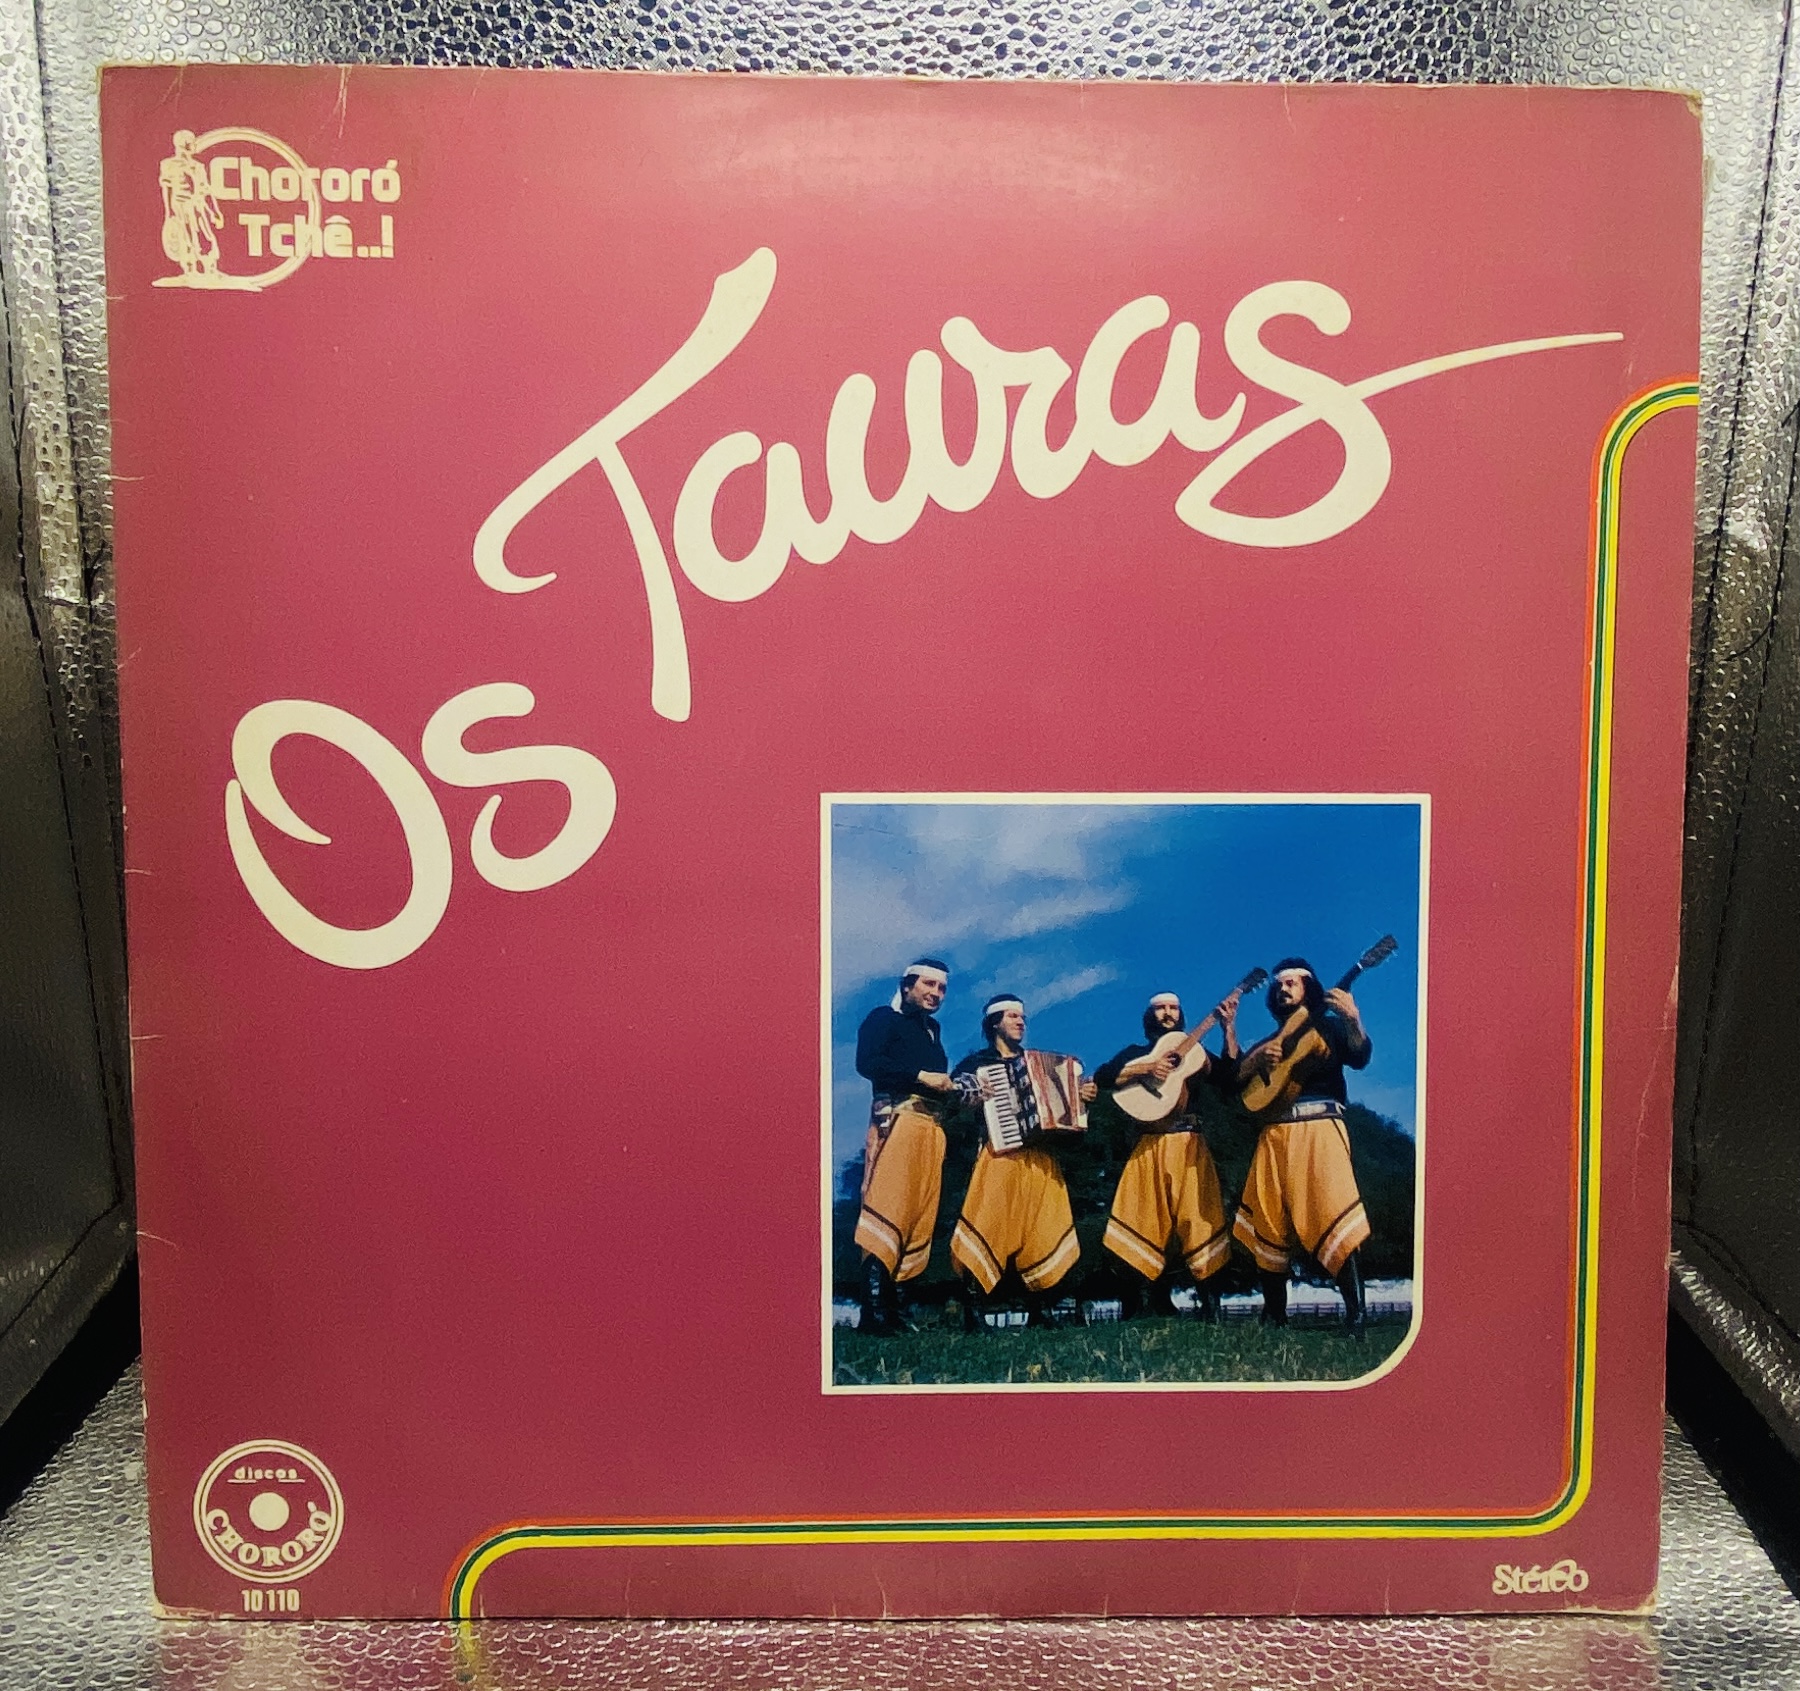 Chororó
Tchê..!
Os Tauras
discos
CHORORÓ
10110
Stéreo